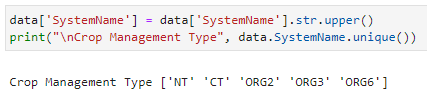 data['SystemName'] = data['SystemName'].str.upper()
print("\nCrop Management Type", data.SystemName.unique())
Crop Management Type ['NT' 'CT' 'ORG2' 'ORG3' 'ORG6']